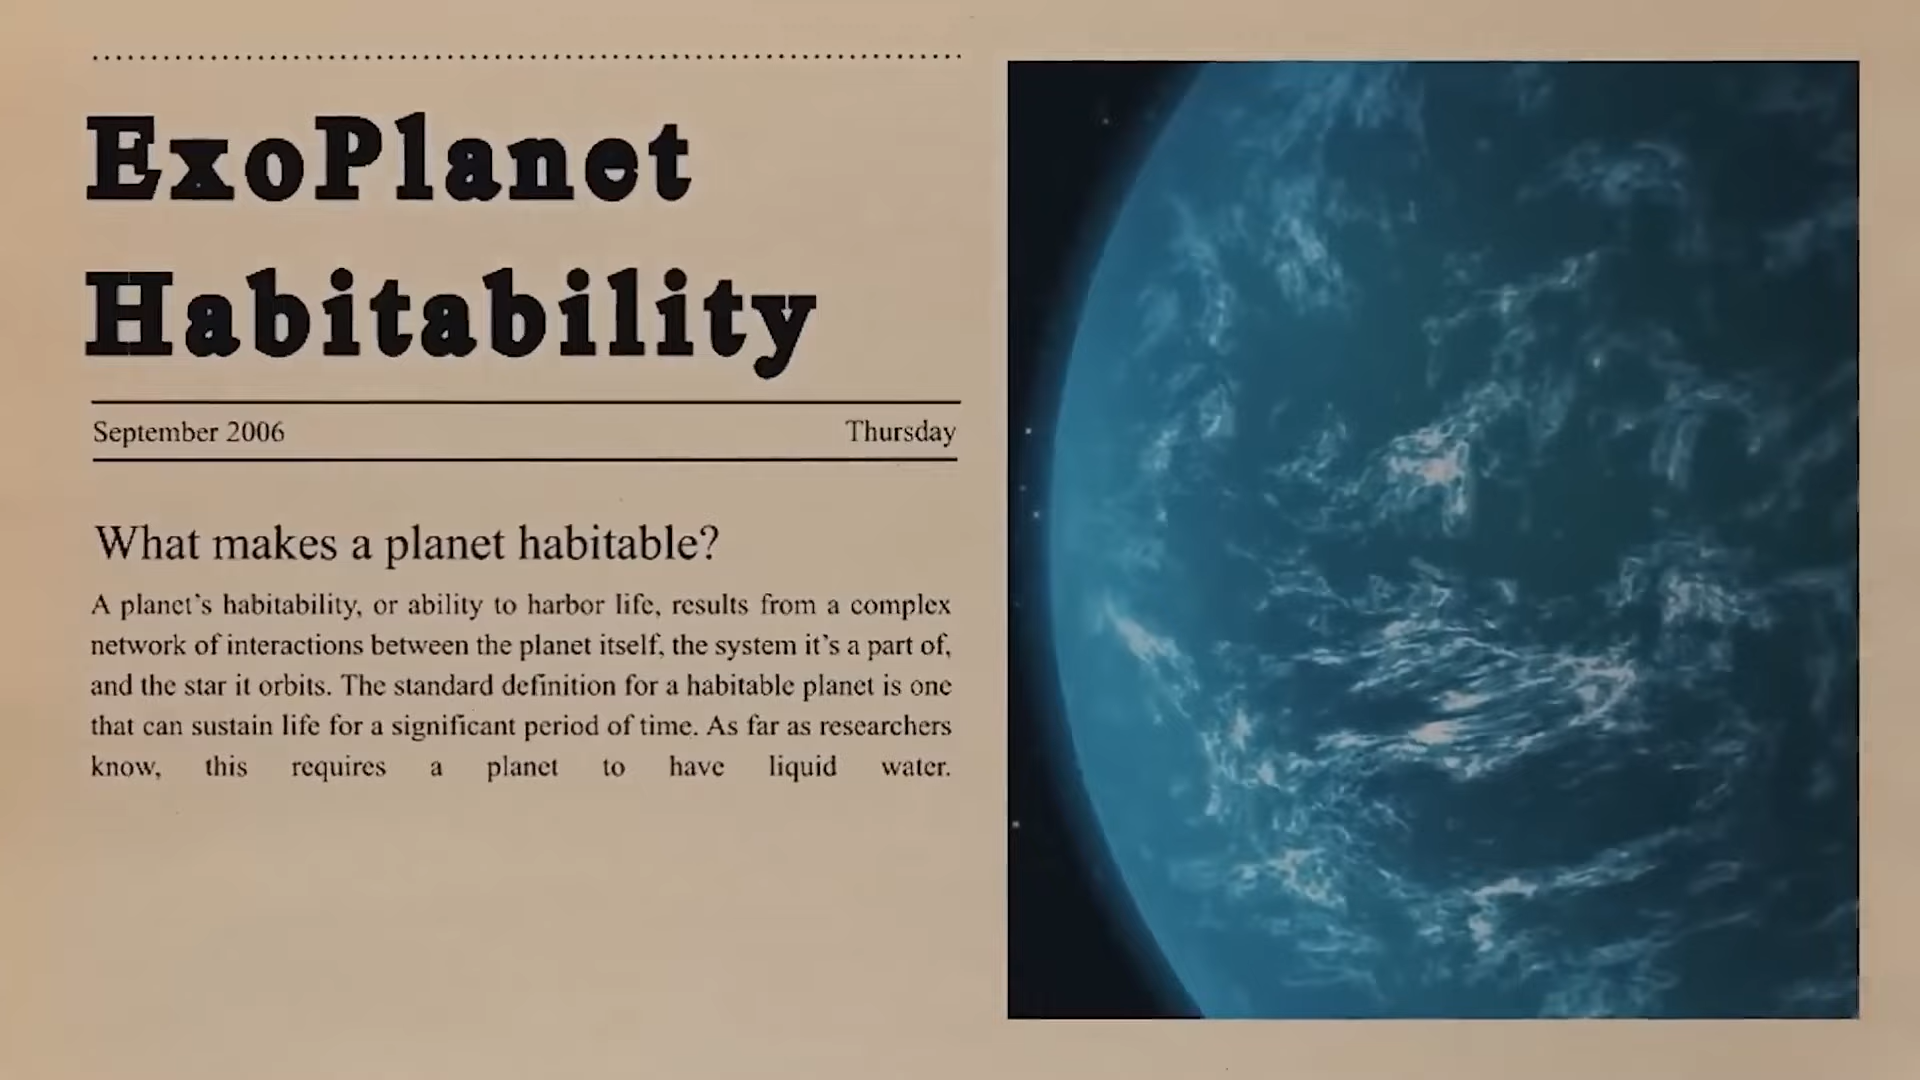 ExoPlanet
Habitability
September 2006 Thursday
What makes a planet habitable?
A planet's habitability, or ability to harbor life, results from a complex
network of interactions between the planet itself, the system it's a part of,
and the star it orbits. The standard definition for a habitable planet is one
that can sustain life for a significant period of time. As far as researchers
know, this requires a planet to have liquid water.